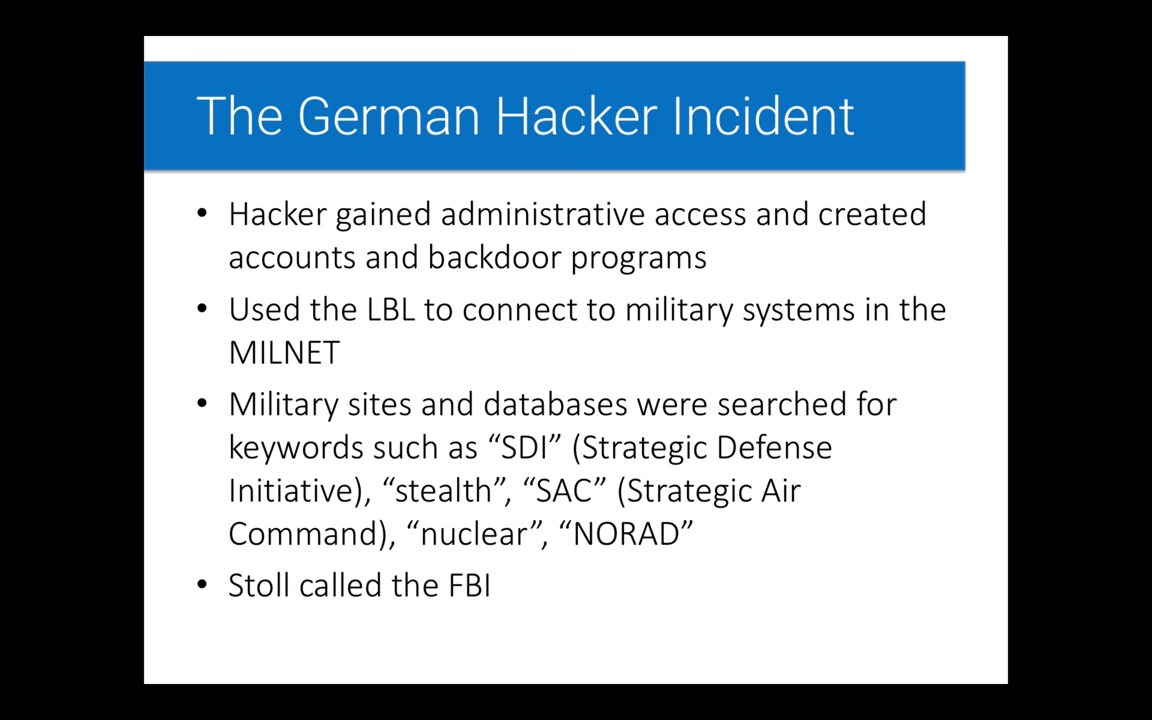 The German Hacker Incident
• Hacker gained administrative access and created
accounts and backdoor programs
• Used the LBL to connect to military systems in the
MILNET
• Military sites and databases were searched for
keywords such as “SDI” (Strategic Defense
Initiative), “stealth”, “SAC” (Strategic Air
Command), “nuclear”, “NORAD”
• Stoll called the FBI